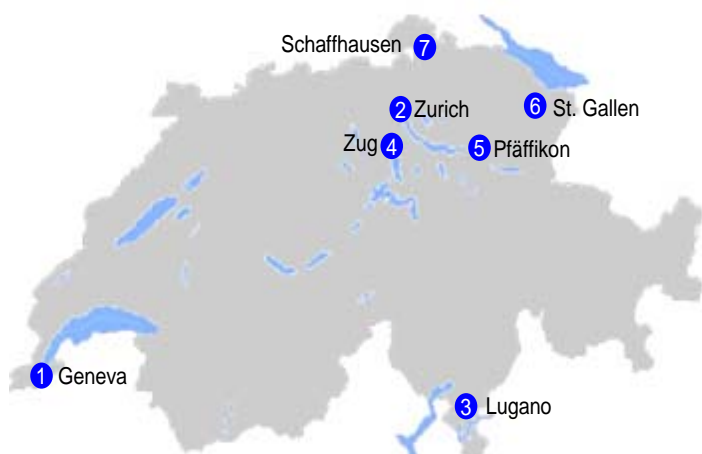 Schaffhausen 7
2 Zurich
6 St. Gallen
Zug 4
5 Pfäffikon
1 Geneva
3 Lugano